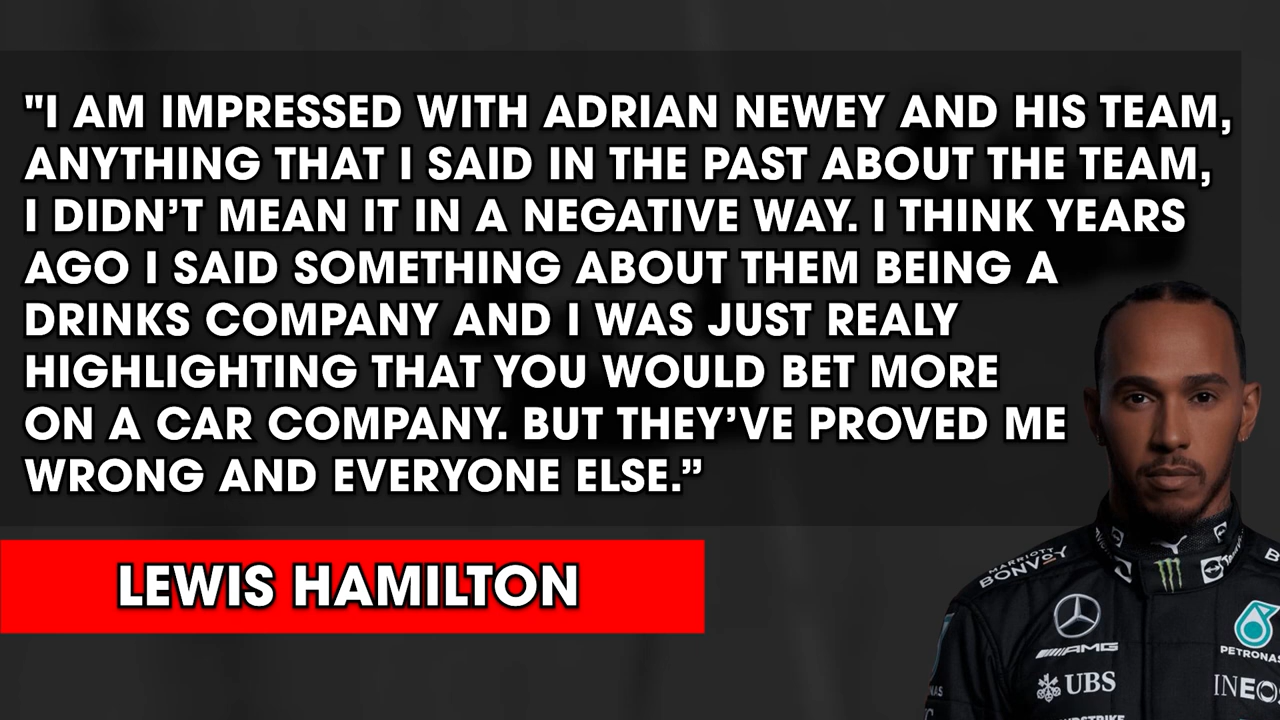 "I AM IMPRESSED WITH ADRIAN NEWEY AND HIS TEAM,
ANYTHING THAT I SAID IN THE PAST ABOUT THE TEAM,
I DIDN’T MEAN IT IN A NEGATIVE WAY. I THINK YEARS
AGO I SAID SOMETHING ABOUT THEM BEING A
DRINKS COMPANY AND I WAS JUST REALY
HIGHLIGHTING THAT YOU WOULD BET MORE
ON A CAR COMPANY. BUT THEY’VE PROVED ME
WRONG AND EVERYONE ELSE.”
LEWIS HAMILTON
MARRIOTT
BONVOY
AMG
PETRONAS
UBS
INEOS